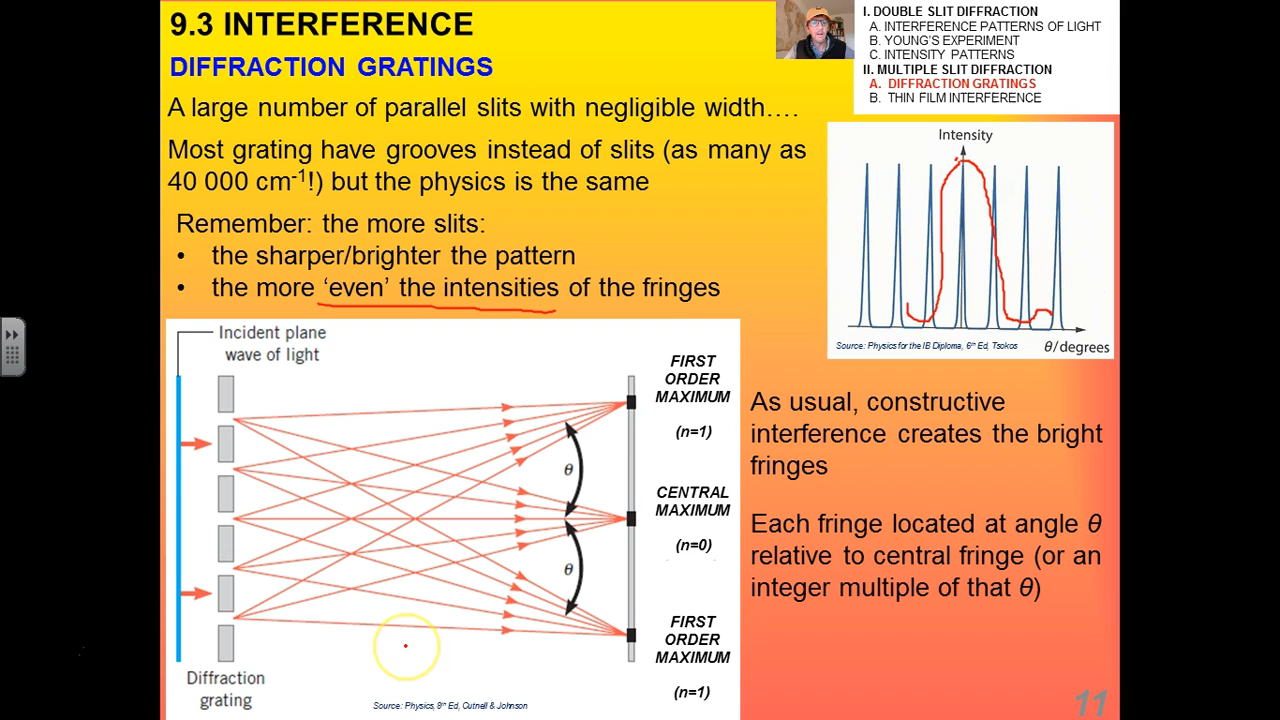 9.3 INTERFERENCE
DIFFRACTION GRATINGS
A large number of parallel slits with negligible width….
Most grating have grooves instead of slits (as many as
40 000 cm⁻¹!) but the physics is the same
Remember: the more slits:
• the sharper/brighter the pattern
• the more ‘even’ the intensities of the fringes
I. DOUBLE SLIT DIFFRACTION
A. INTERFERENCE PATTERNS OF LIGHT
B. YOUNG'S EXPERIMENT
C. INTENSITY PATTERNS
II. MULTIPLE SLIT DIFFRACTION
A. DIFFRACTION GRATINGS
B. THIN FILM INTERFERENCE
Intensity
Source: Physics for the IB Diploma, 6th Ed, Tsokos
θ/degrees
Incident plane
wave of light
θ
θ
Diffraction
grating
Source: Physics, 8th Ed, Cutnell & Johnson
FIRST
ORDER
MAXIMUM
(n=1)
CENTRAL
MAXIMUM
(n=0)
FIRST
ORDER
MAXIMUM
(n=1)
As usual, constructive
interference creates the bright
fringes
Each fringe located at angle θ
relative to central fringe (or an
integer multiple of that θ)
11